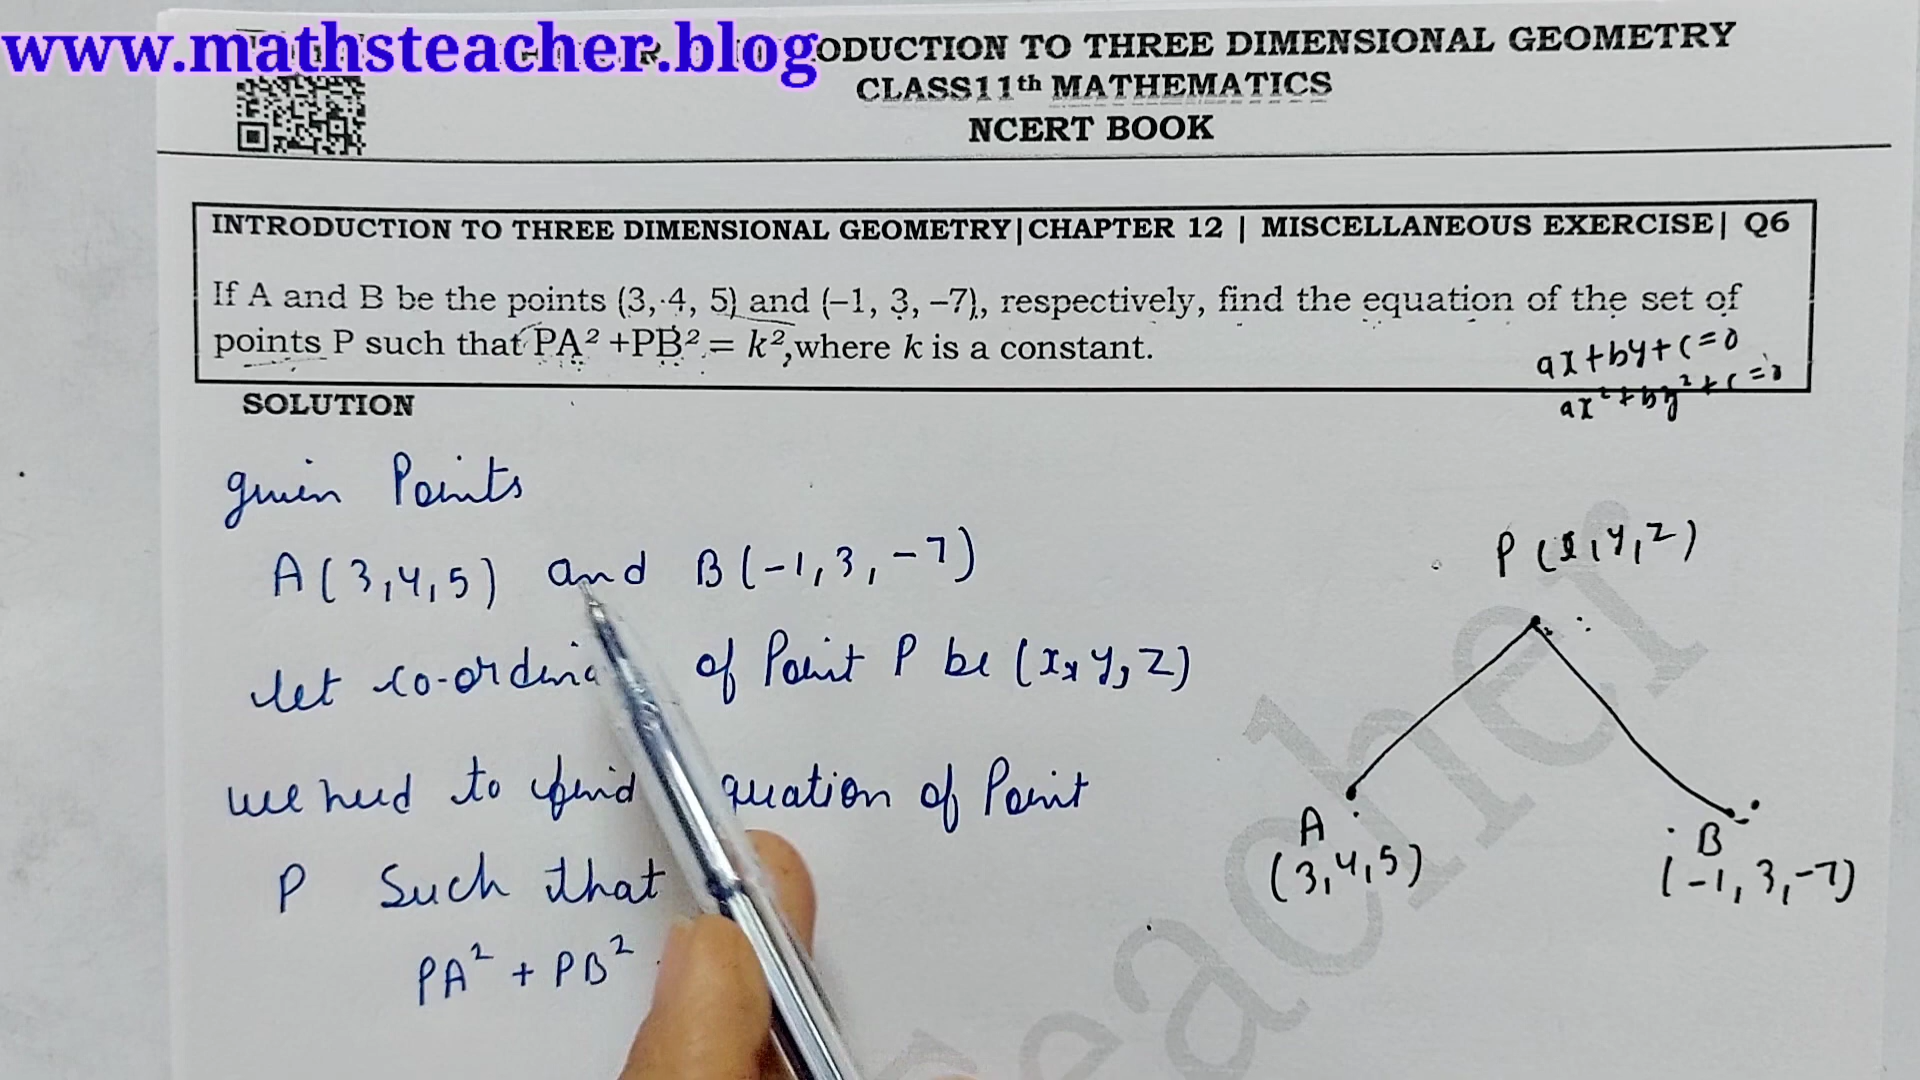 www.mathsteacher.blog
ODUCTION TO THREE DIMENSIONAL GEOMETRY
CLASS11th MATHEMATICS
NCERT BOOK
INTRODUCTION TO THREE DIMENSIONAL GEOMETRY|CHAPTER 12 | MISCELLANEOUS EXERCISE| Q6
If A and B be the points (3, 4, 5) and (–1, 3, –7), respectively, find the equation of the set of
points P such that PA² +PB² = k², where k is a constant.
ax+by+c=0
ax²+by²+c=0
SOLUTION
given Points
A(3,4,5) and B(-1,3,-7)
let co-ordina of Point P be (x, y, z)
we need to find quation of Point
P Such that
PA² + PB²
P (x,y,z)
A
(3,4,5)
B
(-1,3,-7)
eacher